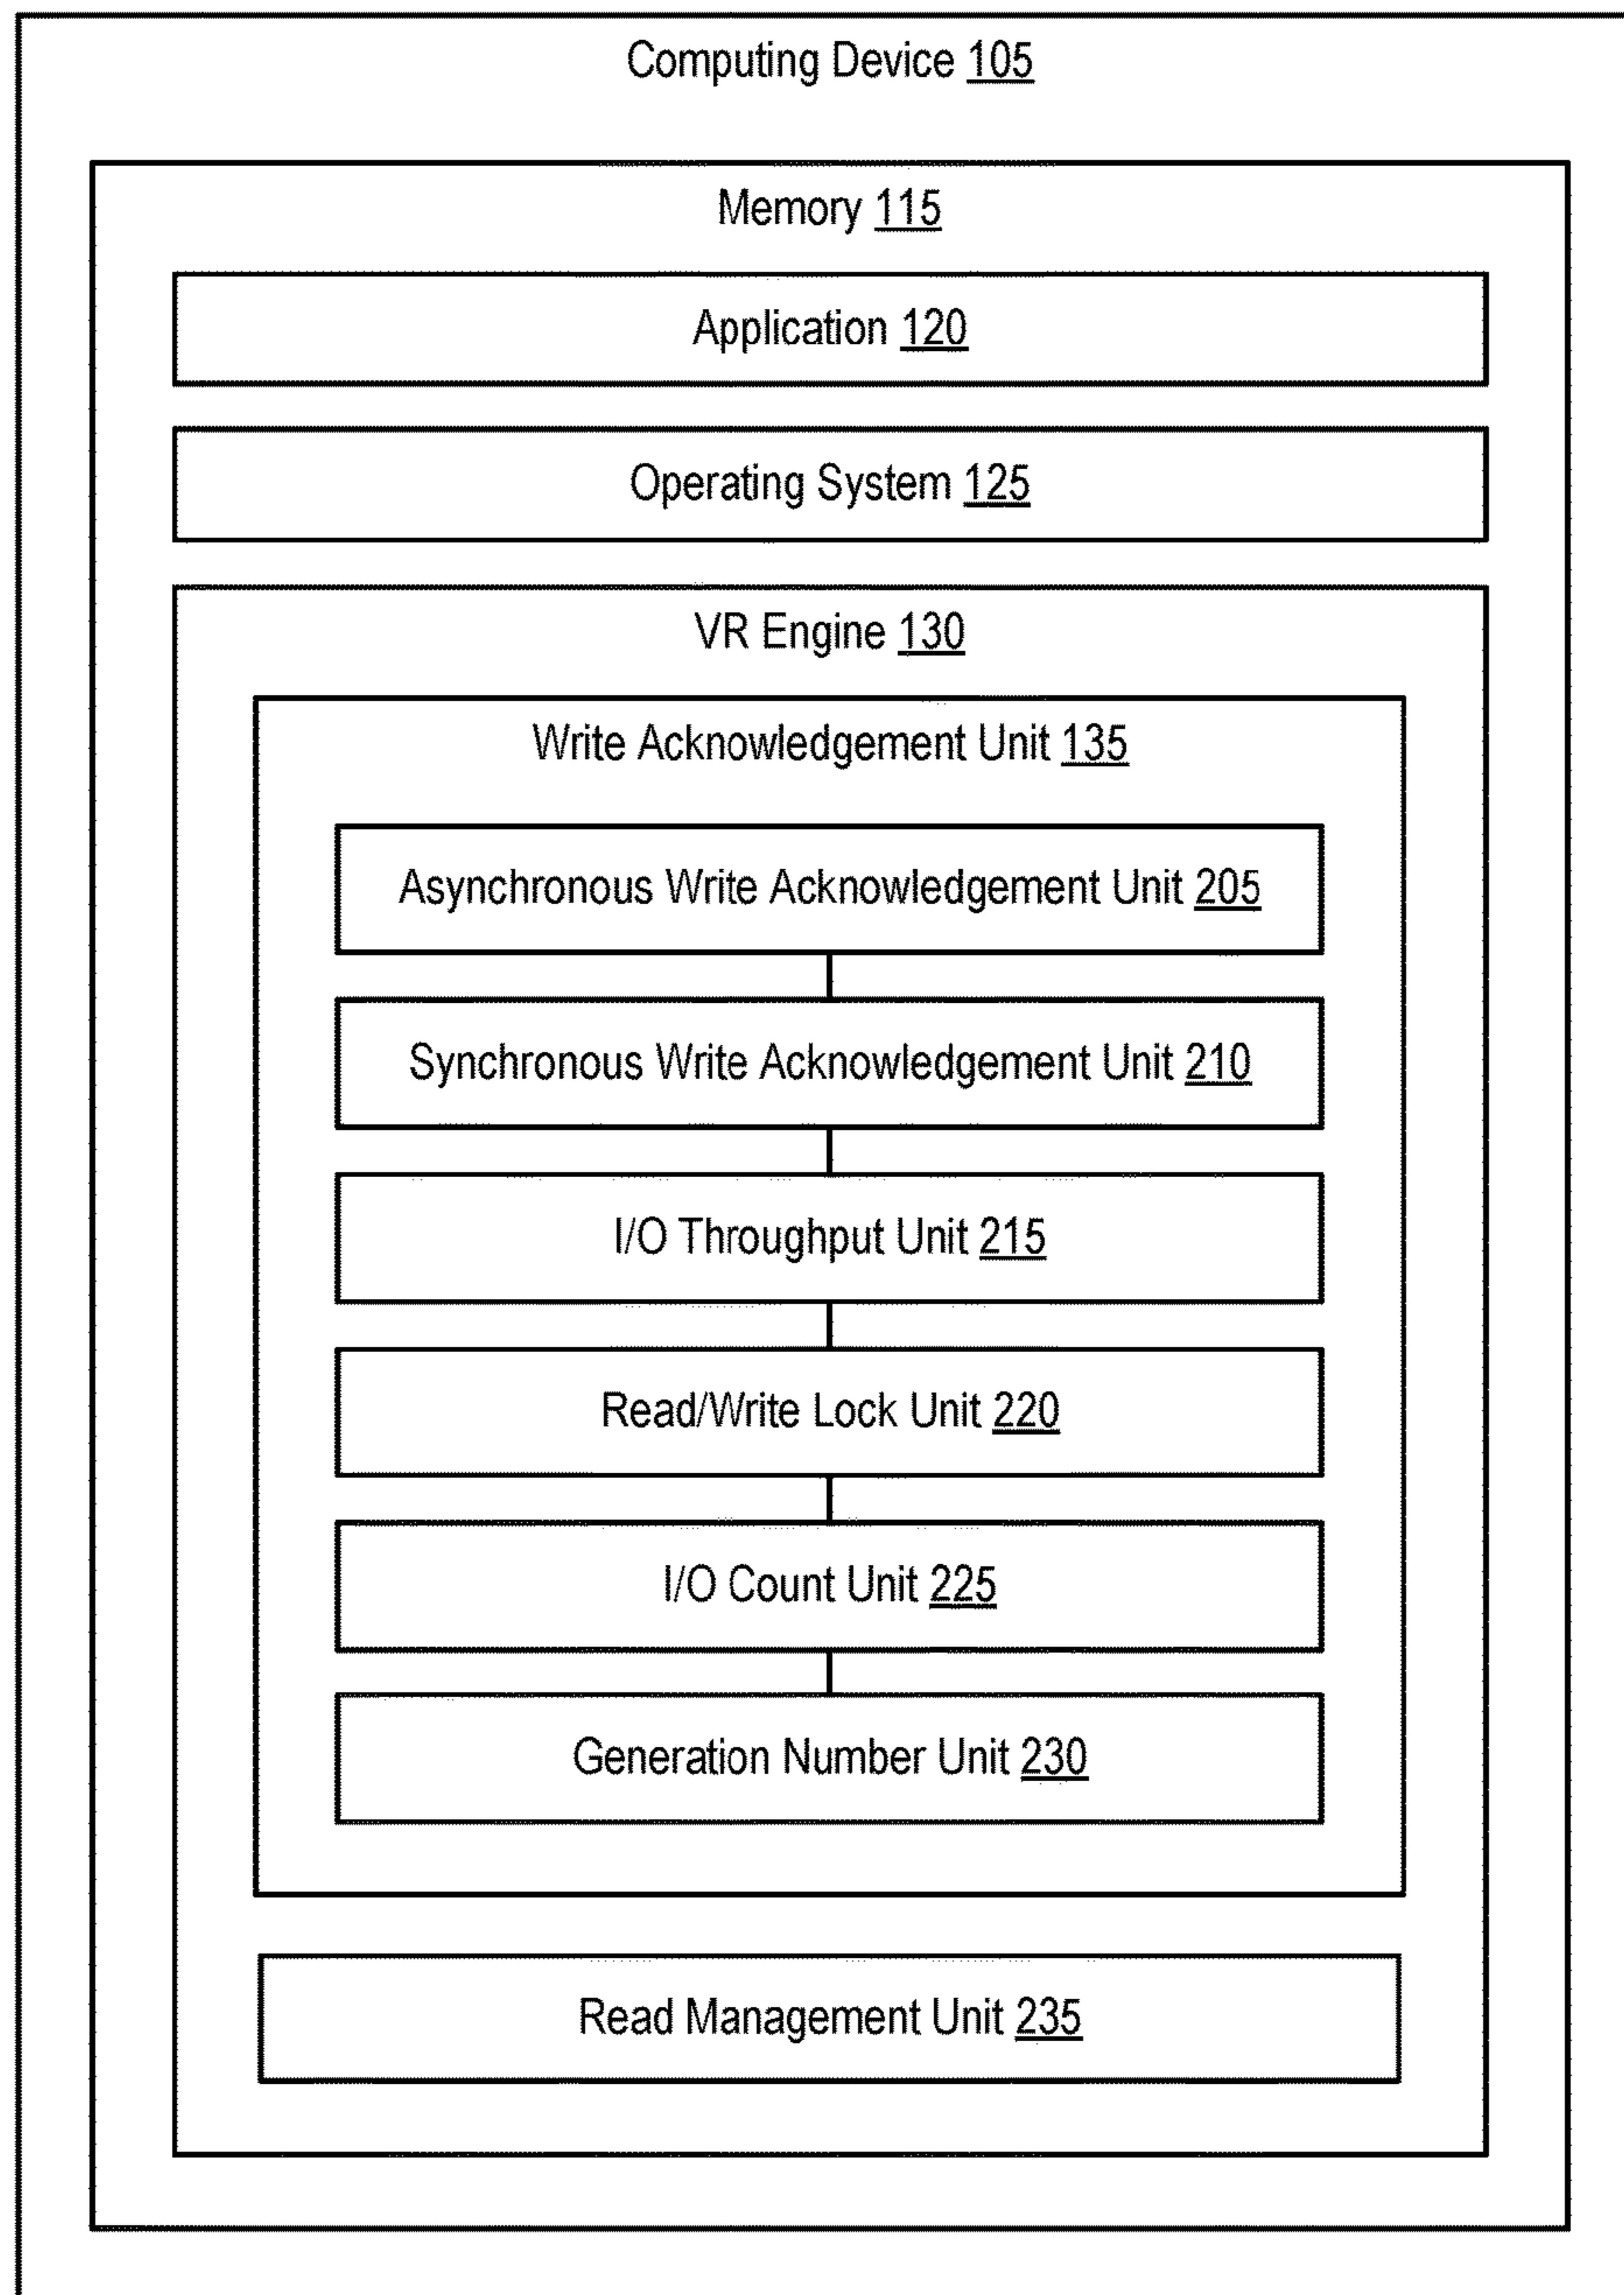 Computing Device 105
Memory 115
Application 120
Operating System 125
VR Engine 130
Write Acknowledgement Unit 135
Asynchronous Write Acknowledgement Unit 205
Synchronous Write Acknowledgement Unit 210
I/O Throughput Unit 215
Read/Write Lock Unit 220
I/O Count Unit 225
Generation Number Unit 230
Read Management Unit 235